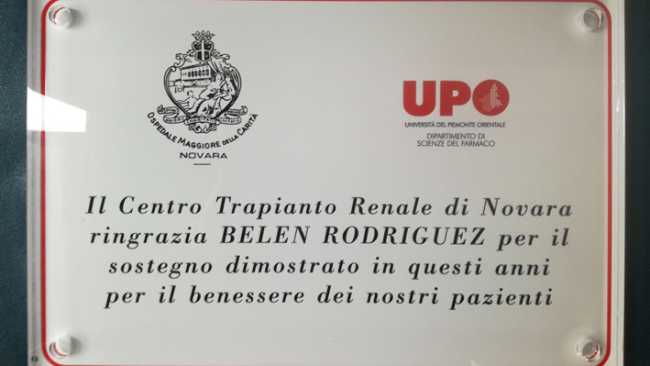 OSPEDALE MAGGIORE DELLA CARITÀ
NOVARA
UPO
UNIVERSITÀ DEL PIEMONTE ORIENTALE
DIPARTIMENTO DI
SCIENZE DEL FARMACO
Il Centro Trapianto Renale di Novara
ringrazia BELEN RODRIGUEZ per il
sostegno dimostrato in questi anni
per il benessere dei nostri pazienti